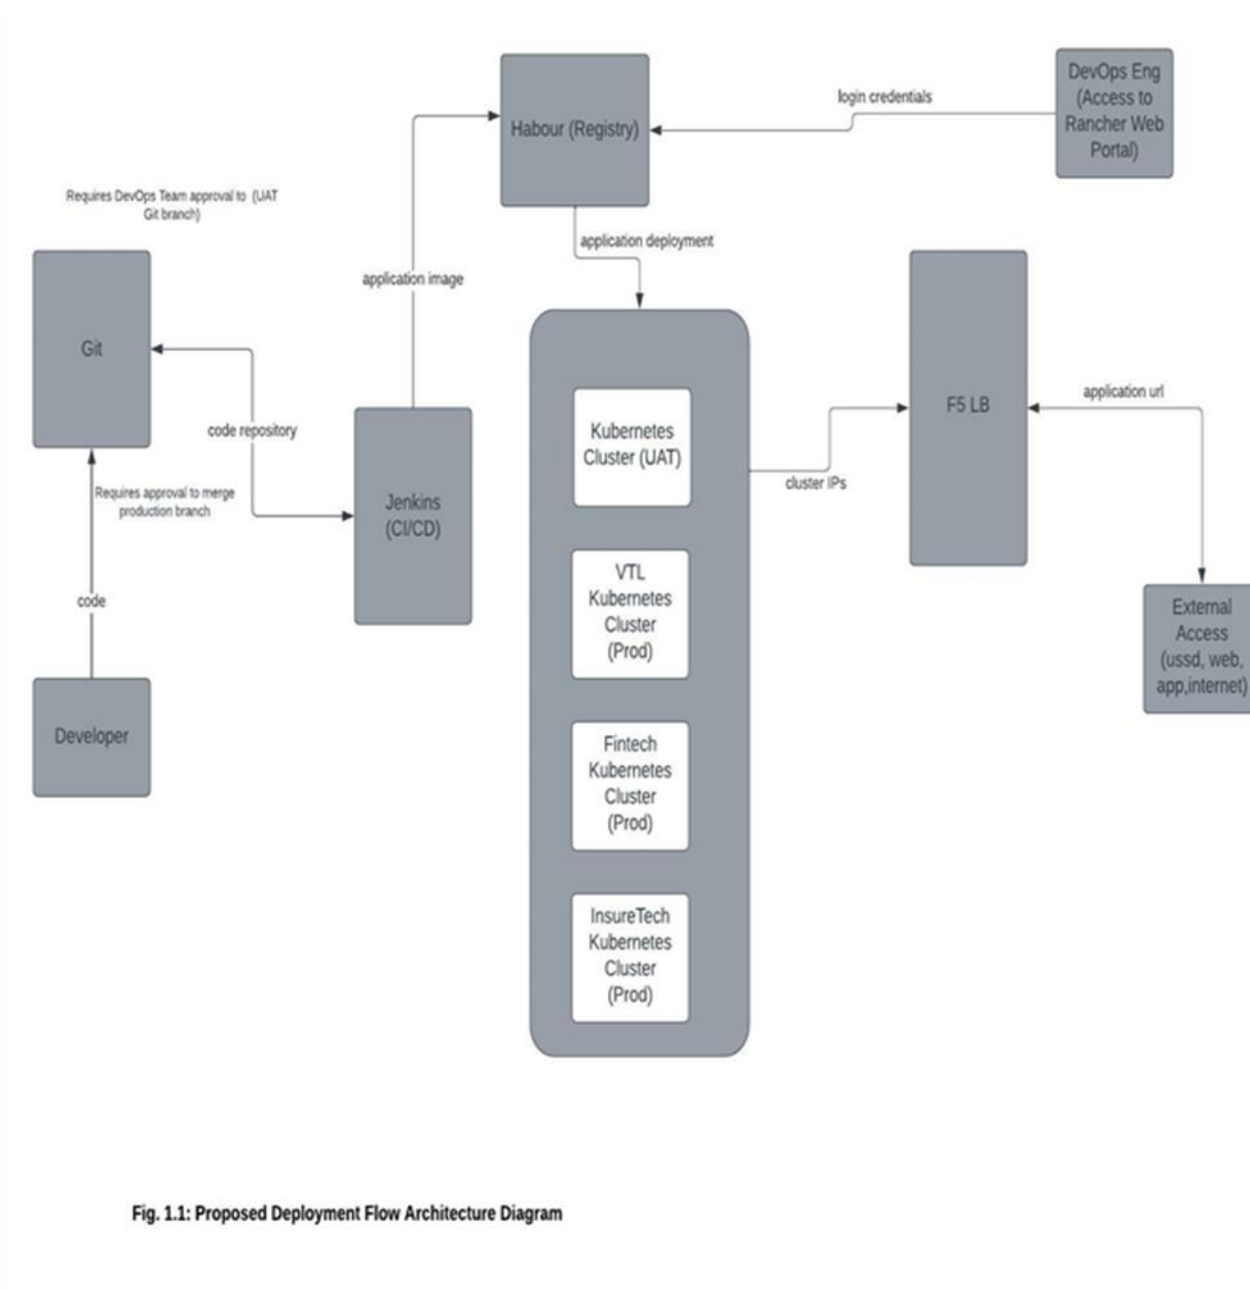 DevOps Eng
(Access to
Rancher Web
Portal)
login credentials
Habour (Registry)
Requires DevOps Team approval to (UAT
Git branch)
application deployment
application image
Git
code repository
Requires approval to merge
production branch
code
Developer
Jenkins
(CI/CD)
Kubernetes
Cluster (UAT)
VTL
Kubernetes
Cluster
(Prod)
Fintech
Kubernetes
Cluster
(Prod)
InsureTech
Kubernetes
Cluster
(Prod)
cluster IPs
F5 LB
application url
External
Access
(ussd, web,
app,internet)
Fig. 1.1: Proposed Deployment Flow Architecture Diagram